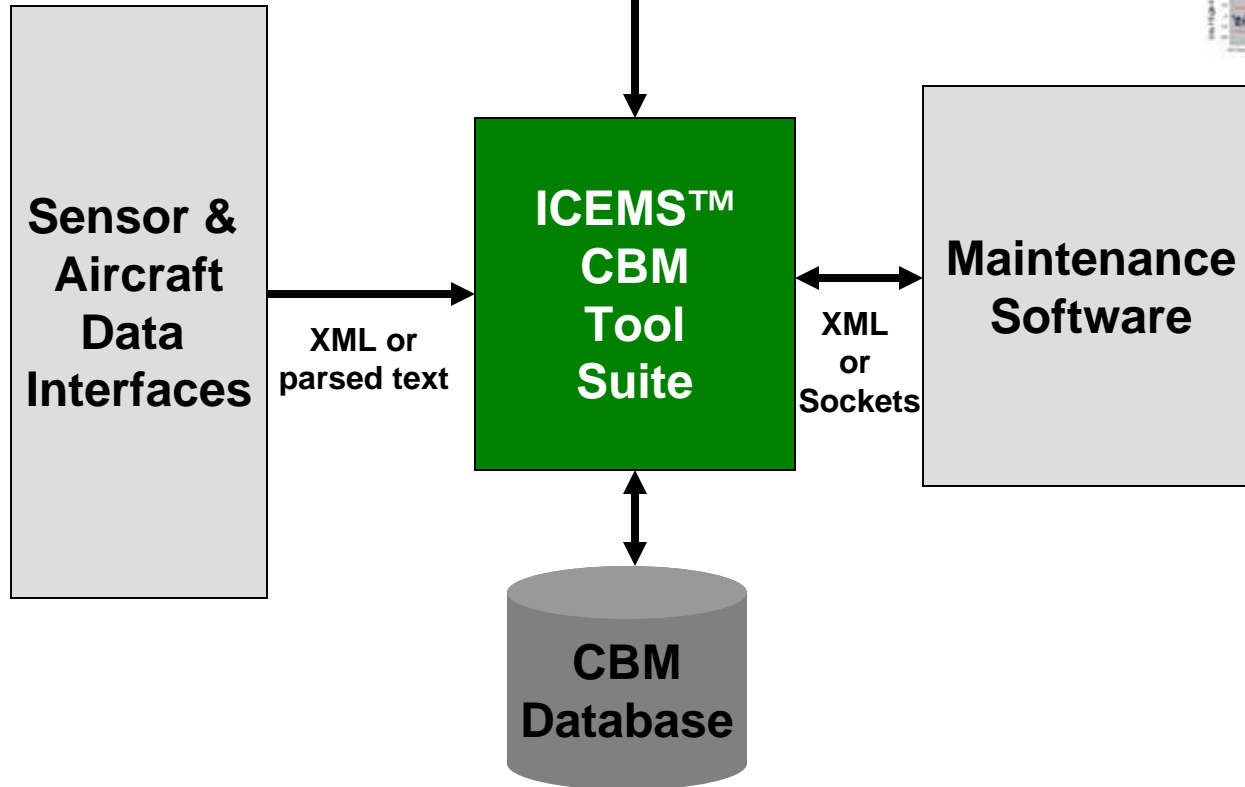 Sensor &
Aircraft
Data
Interfaces
XML or
parsed text
ICEMS™
CBM
Tool
Suite
XML
or
Sockets
Maintenance
Software
CBM
Database